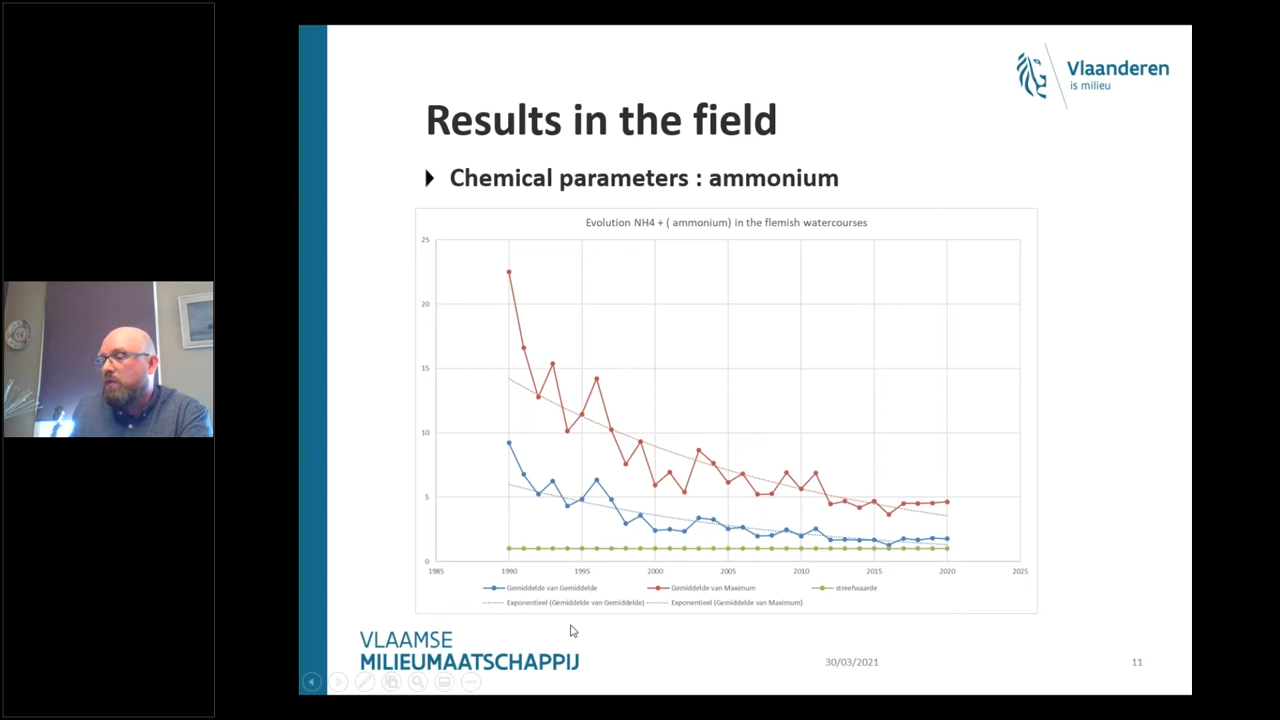 Vlaanderen
is milieu
Results in the field
Chemical parameters : ammonium
Evolution NH4 + ( ammonium) in the flemish watercourses
25
20
15
10
5
0
1985 1990 1995 2000 2005 2010 2015 2020 2025
Gemiddelde van Gemiddelde Gemiddelde van Maximum streefwaarde
Exponentieel (Gemiddelde van Gemiddelde) Exponentieel (Gemiddelde van Maximum)
VLAAMSE
MILIEUMAATSCHAPPIJ
30/03/2021 11